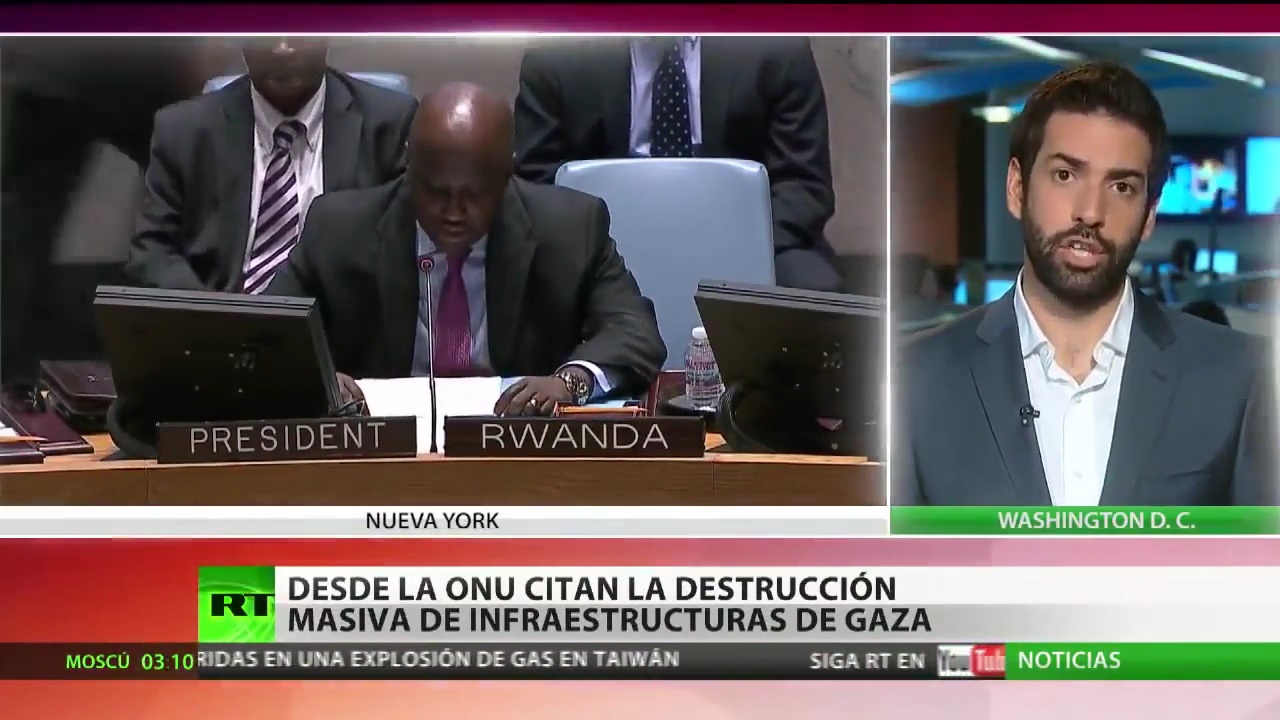 PRESIDENT
RWANDA
NUEVA YORK
WASHINGTON D. C.
RT
DESDE LA ONU CITAN LA DESTRUCCIÓN
MASIVA DE INFRAESTRUCTURAS DE GAZA
MOSCÚ 03:10
RIDAS EN UNA EXPLOSIÓN DE GAS EN TAIWÁN
SIGA RT EN YouTub
NOTICIAS